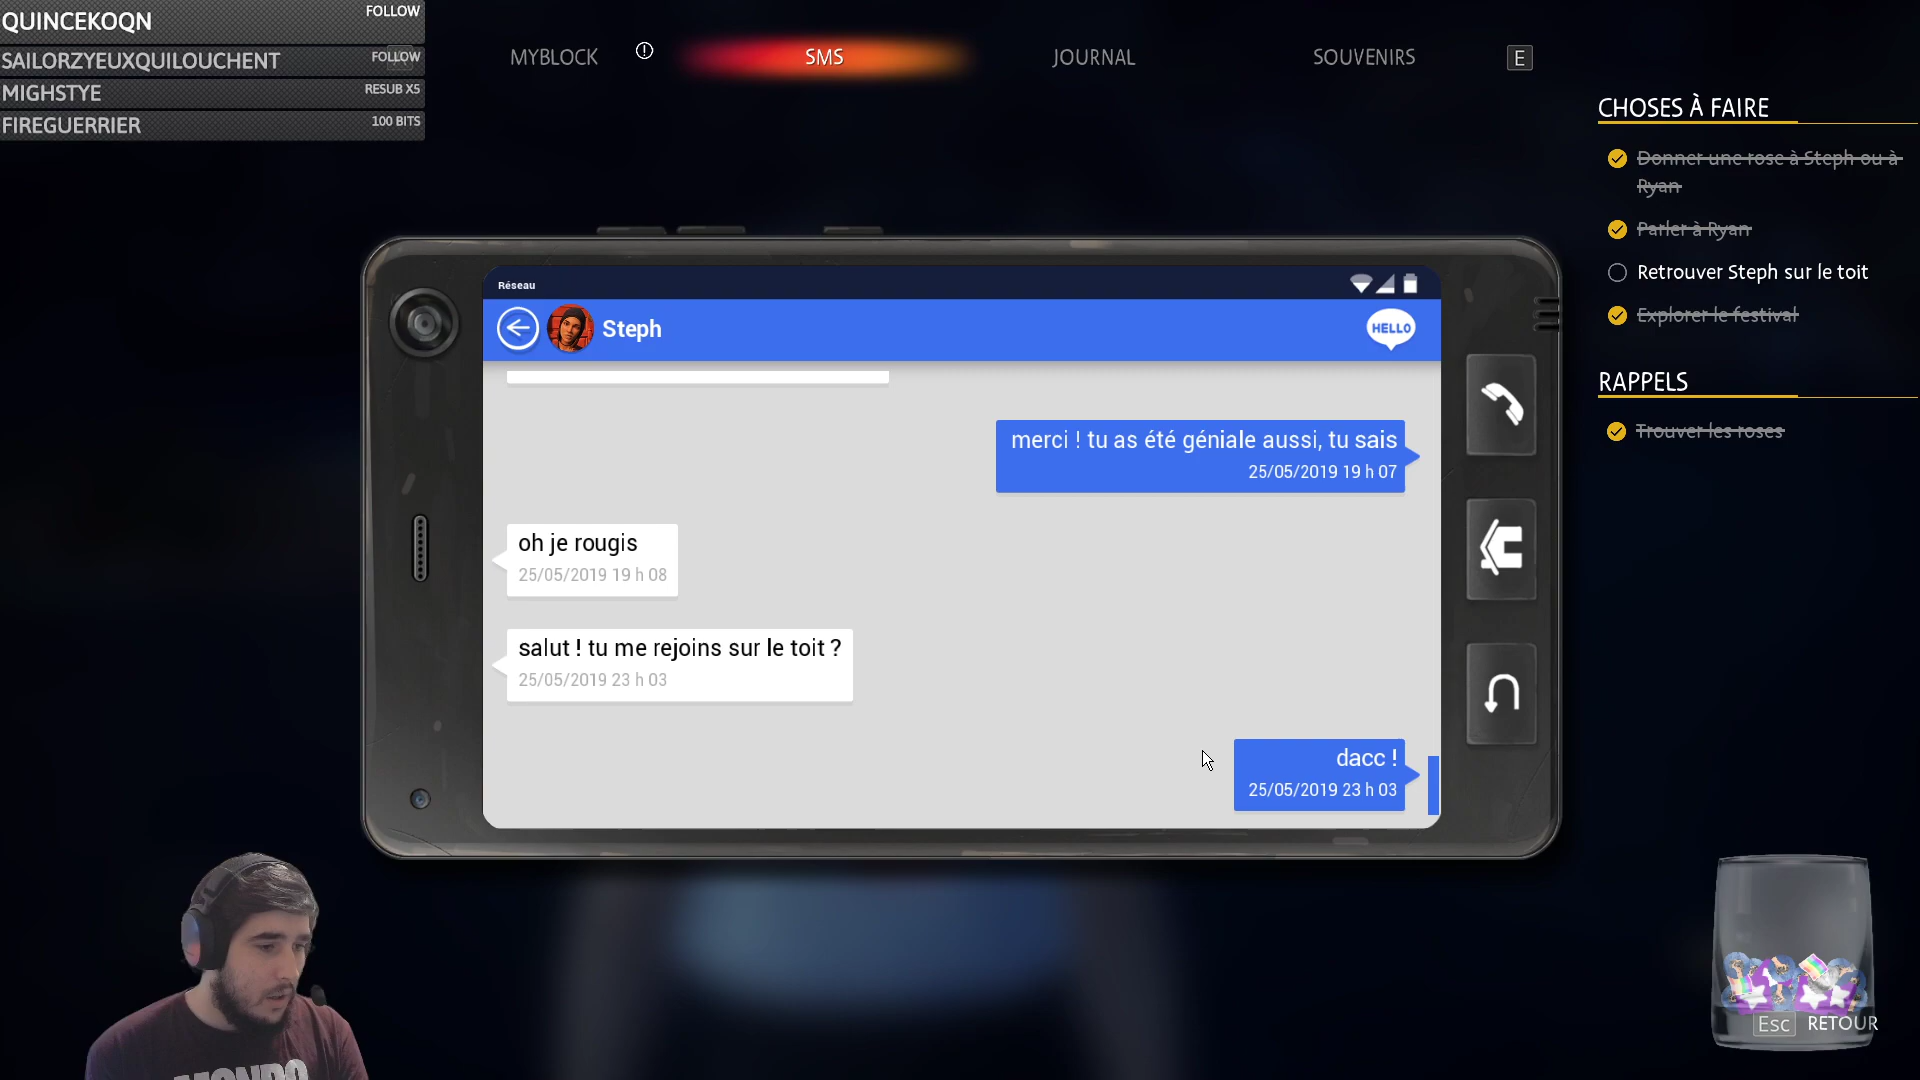 QUINCEKOQN FOLLOW
SAILORZYEUXQUILOUCHENT FOLLOW
MIGHSTYE RESUB X5
FIREGUERRIER 100 BITS
MYBLOCK
SMS
JOURNAL
SOUVENIRS
E
CHOSES À FAIRE
Donner une rose à Steph ou à
Ryan
Parler à Ryan
Retrouver Steph sur le toit
Explorer le festival
RAPPELS
Trouver les roses
Réseau
Steph
HELLO
merci ! tu as été géniale aussi, tu sais
25/05/2019 19 h 07
oh je rougis
25/05/2019 19 h 08
salut ! tu me rejoins sur le toit ?
25/05/2019 23 h 03
dacc !
25/05/2019 23 h 03
MONDO
Esc RETOUR